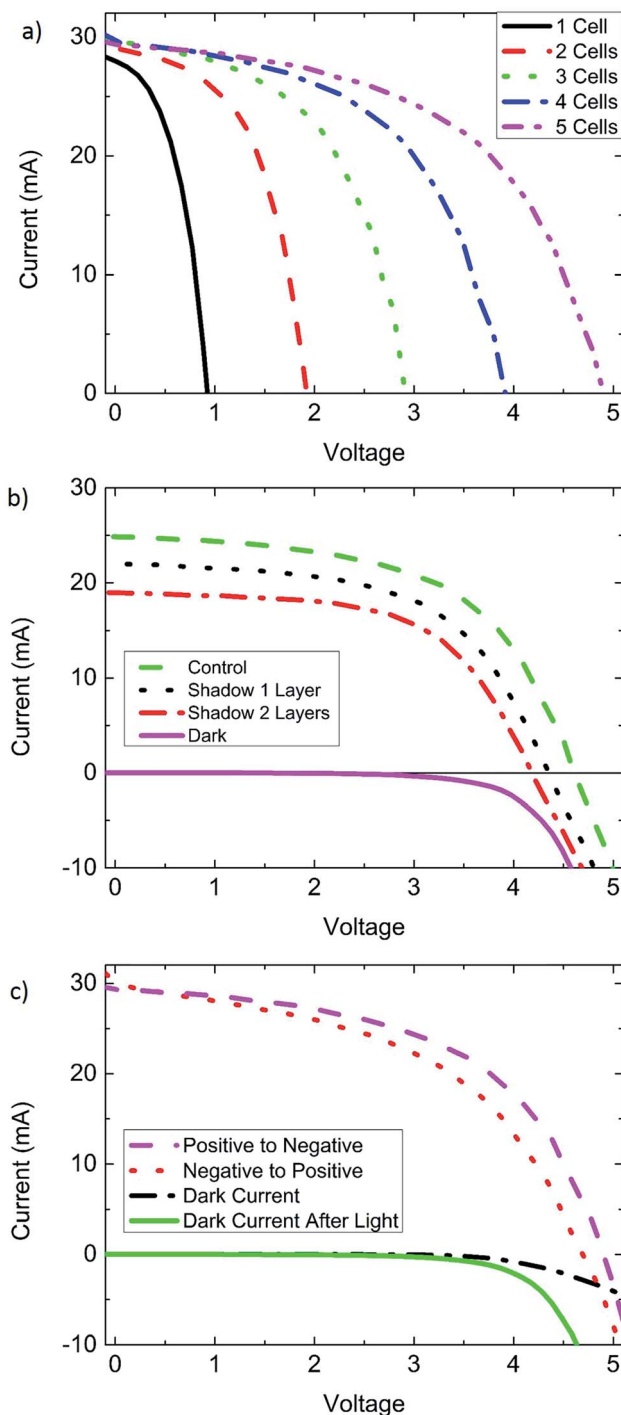 a)
30
20
10
0
Current (mA)
1 Cell
2 Cells
3 Cells
4 Cells
5 Cells
0 1 2 3 4 5
Voltage
b)
30
20
10
0
-10
Current (mA)
Control
Shadow 1 Layer
Shadow 2 Layers
Dark
0 1 2 3 4 5
Voltage
c)
30
20
10
0
-10
Current (mA)
Positive to Negative
Negative to Positive
Dark Current
Dark Current After Light
0 1 2 3 4 5
Voltage